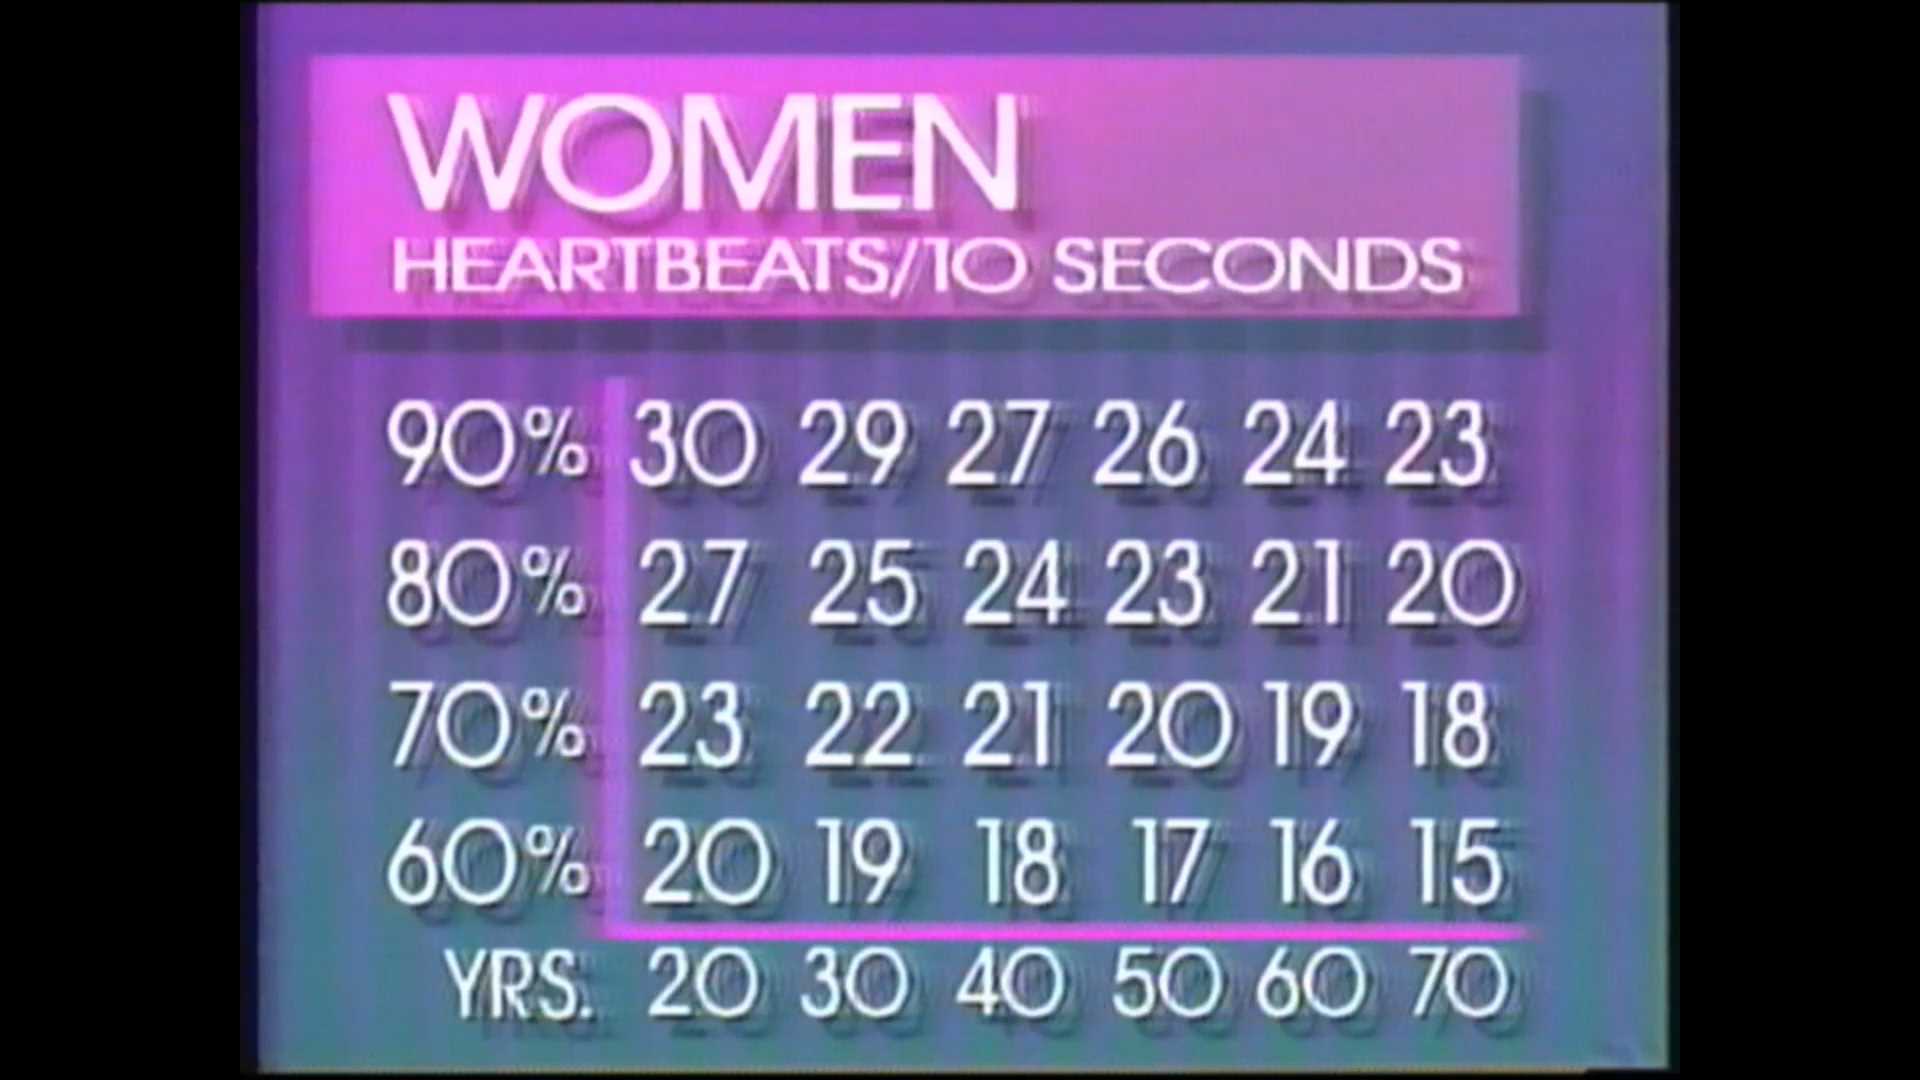 WOMEN
HEARTBEATS/10 SECONDS
90% 30 29 27 26 24 23
80% 27 25 24 23 21 20
70% 23 22 21 20 19 18
60% 20 19 18 17 16 15
YRS. 20 30 40 50 60 70